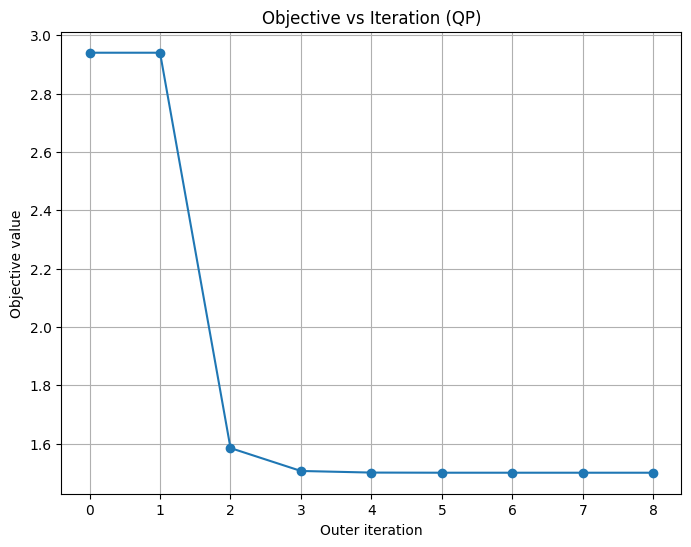 Objective vs Iteration (QP)
3.0
2.8
2.6
2.4
2.2
2.0
1.8
1.6
Objective value
0 1 2 3 4 5 6 7 8
Outer iteration